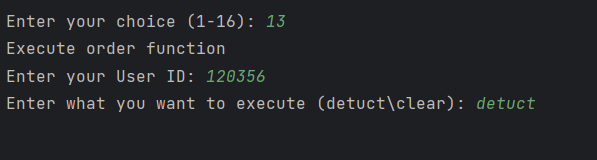 Enter your choice (1-16): 13
Execute order function
Enter your User ID: 120356
Enter what you want to execute (detuct\clear): detuct